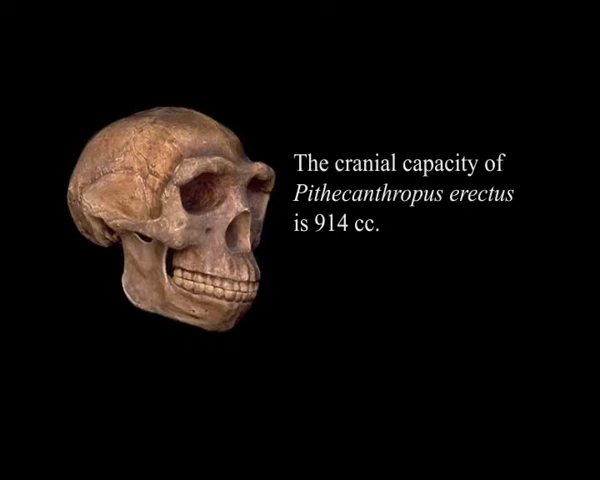 The cranial capacity of
Pithecanthropus erectus
is 914 cc.